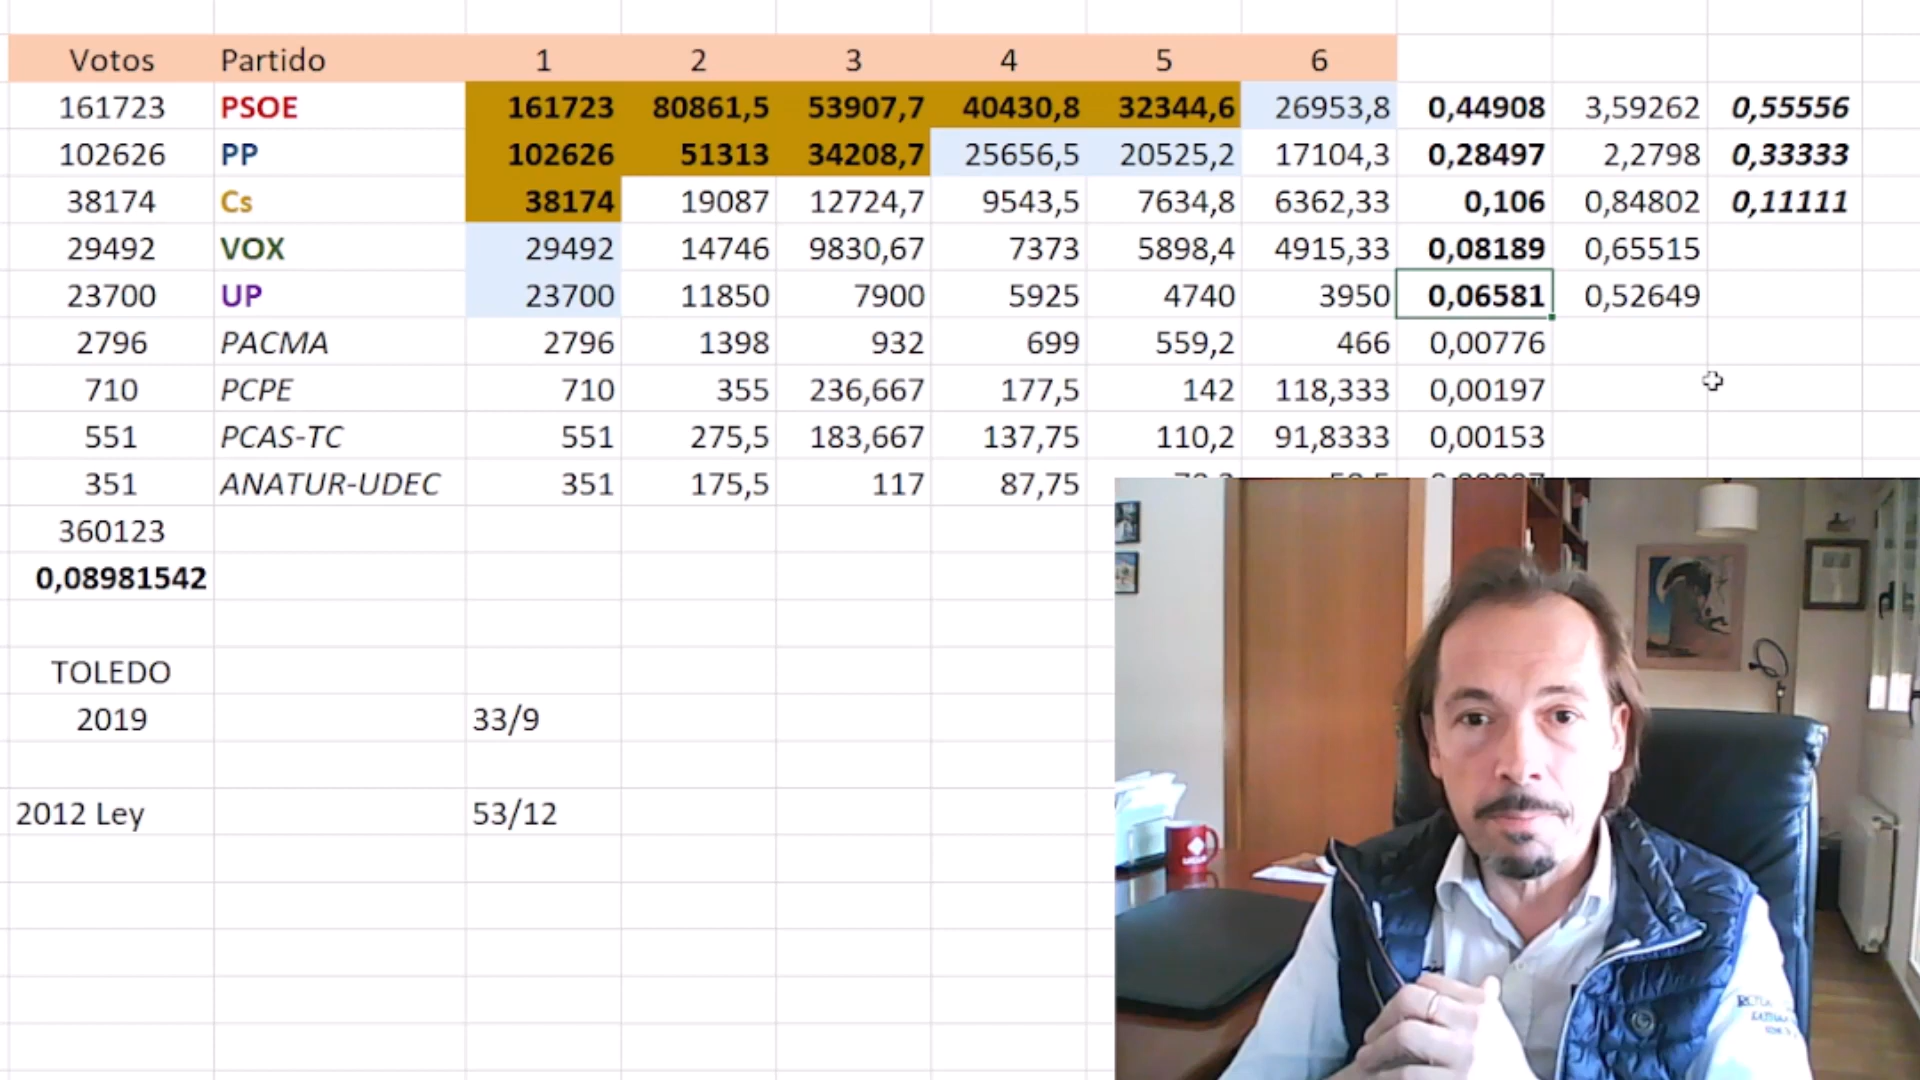 Votos Partido 1 2 3 4 5 6
161723 PSOE 161723 80861,5 53907,7 40430,8 32344,6 26953,8 0,44908 3,59262 0,55556
102626 PP 102626 51313 34208,7 25656,5 20525,2 17104,3 0,28497 2,2798 0,33333
38174 Cs 38174 19087 12724,7 9543,5 7634,8 6362,33 0,106 0,84802 0,11111
29492 VOX 29492 14746 9830,67 7373 5898,4 4915,33 0,08189 0,65515
23700 UP 23700 11850 7900 5925 4740 3950 0,06581 0,52649
2796 PACMA 2796 1398 932 699 559,2 466 0,00776
710 PCPE 710 355 236,667 177,5 142 118,333 0,00197
551 PCAS-TC 551 275,5 183,667 137,75 110,2 91,8333 0,00153
351 ANATUR-UDEC 351 175,5 117 87,75
360123
0,08981542
TOLEDO
2019 33/9
2012 Ley 53/12